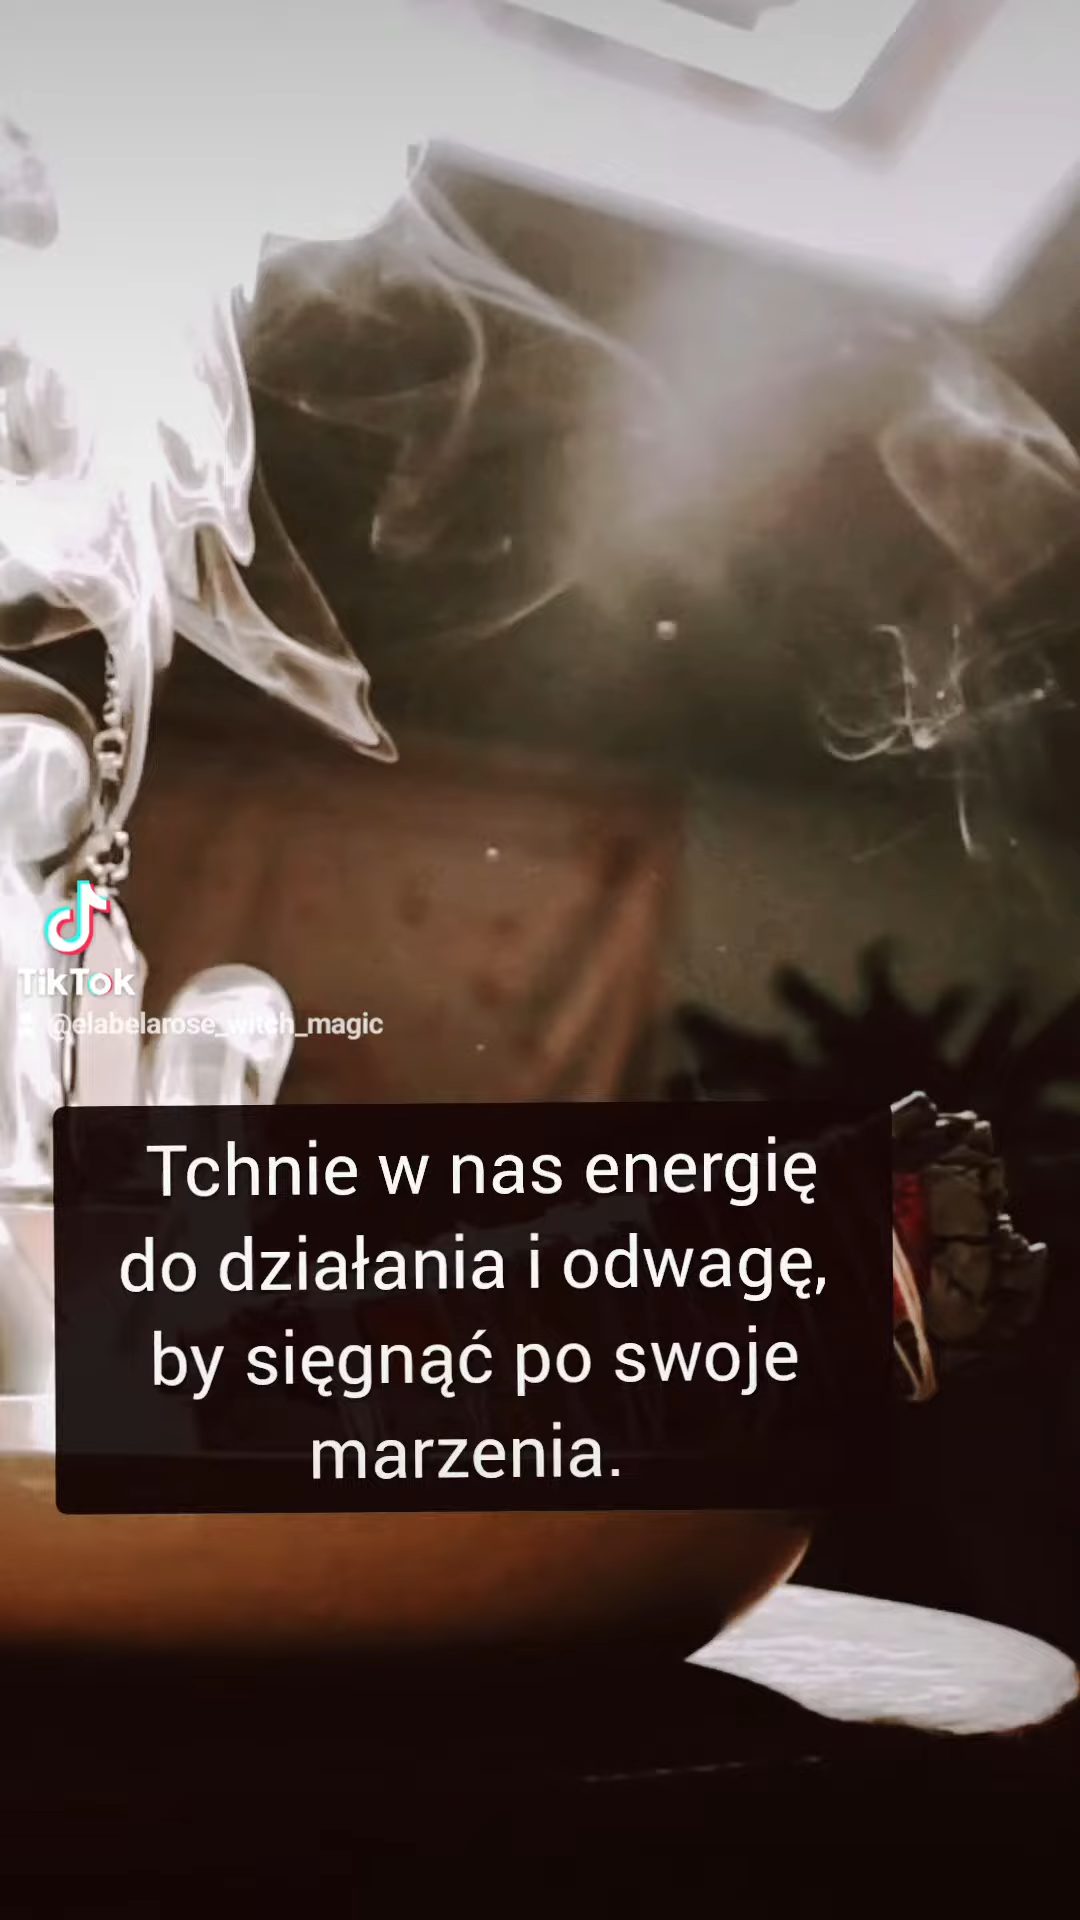 TikTok
@elabelarose_witch_magic
Tchnie w nas energię
do działania i odwagę,
by sięgnąć po swoje
marzenia.